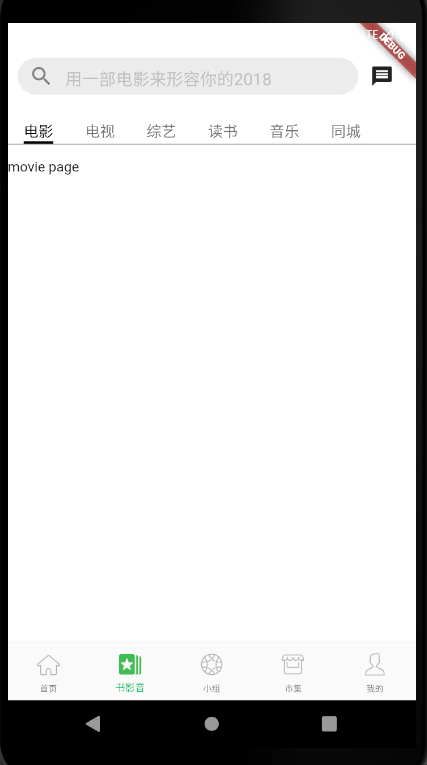 DEBUG
用一部电影来形容你的2018
电影 电视 综艺 读书 音乐 同城
movie page
首页 书影音 小组 市集 我的